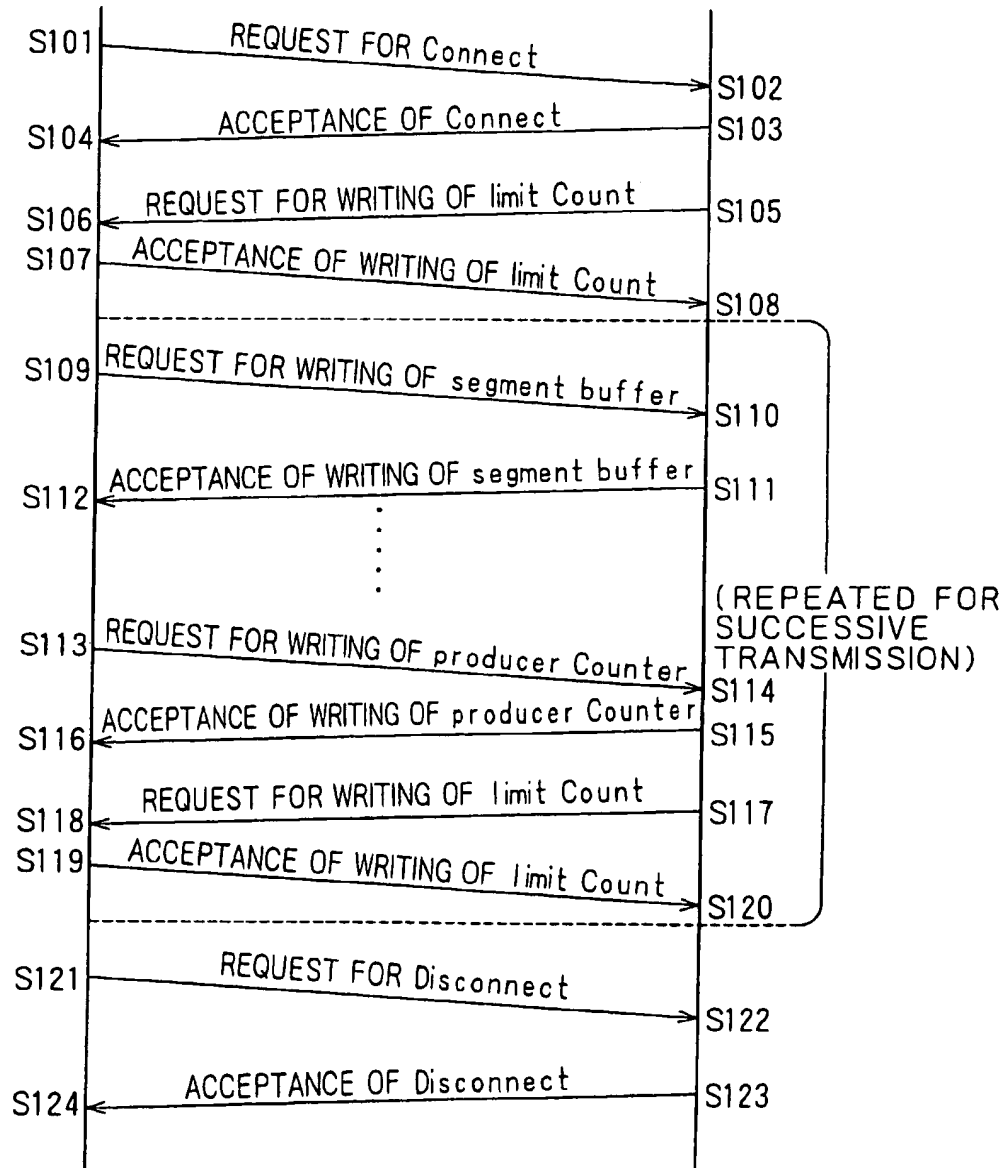 S101 REQUEST FOR Connect S102
S104 ACCEPTANCE OF Connect S103
S106 REQUEST FOR WRITING OF limit Count S105
S107 ACCEPTANCE OF WRITING OF limit Count S108
S109 REQUEST FOR WRITING OF segment buffer S110
S112 ACCEPTANCE OF WRITING OF segment buffer S111
(REPEATED FOR
SUCCESSIVE
TRANSMISSION)
S113 REQUEST FOR WRITING OF producer Counter S114
S116 ACCEPTANCE OF WRITING OF producer Counter S115
S118 REQUEST FOR WRITING OF limit Count S117
S119 ACCEPTANCE OF WRITING OF limit Count S120
S121 REQUEST FOR Disconnect S122
S124 ACCEPTANCE OF Disconnect S123